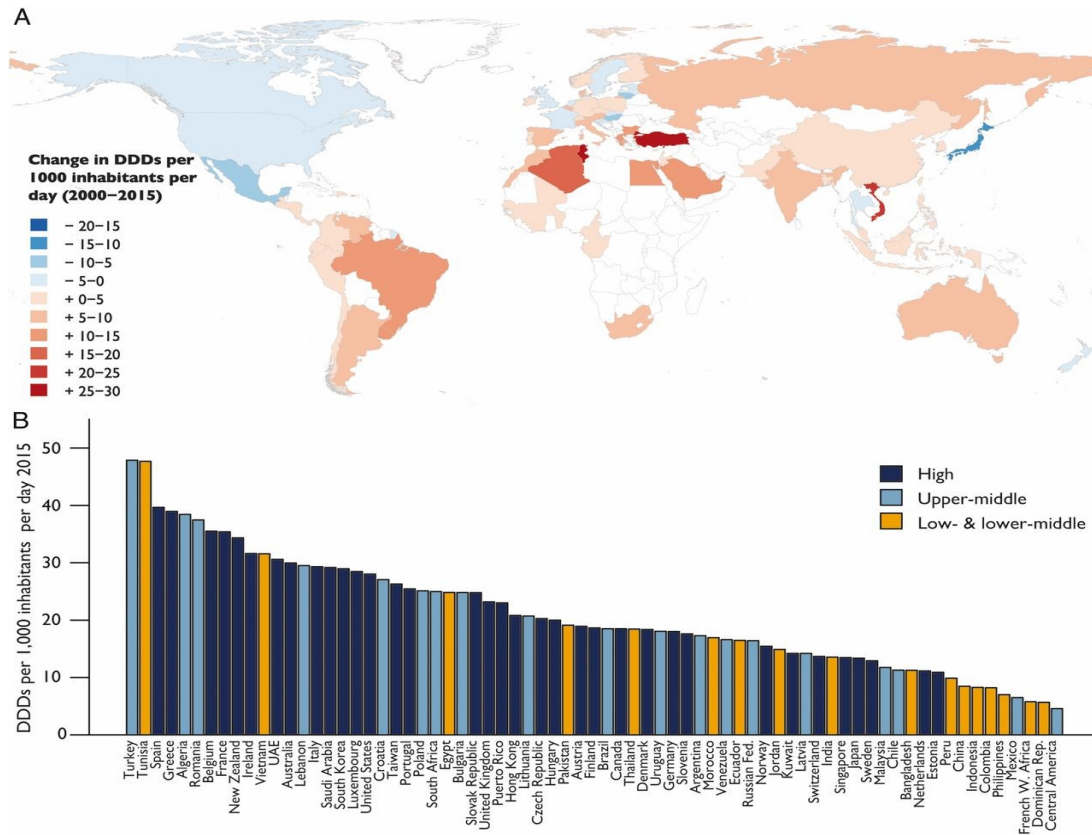 A
Change in DDDs per
1000 inhabitants per
day (2000–2015)
− 20–15
− 15–10
− 10–5
− 5–0
+ 0–5
+ 5–10
+ 10–15
+ 15–20
+ 20–25
+ 25–30
B
DDDs per 1,000 inhabitants per day 2015
50
40
30
20
10
0
High
Upper-middle
Low- & lower-middle
Turkey
Tunisia
Spain
Greece
Algeria
Romania
Belgium
France
New Zealand
Ireland
Vietnam
UAE
Australia
Lebanon
Italy
Saudi Arabia
South Korea
Luxembourg
United States
Croatia
Taiwan
Portugal
Poland
South Africa
Egypt
Bulgaria
Slovak Republic
United Kingdom
Puerto Rico
Hong Kong
Lithuania
Czech Republic
Hungary
Pakistan
Austria
Finland
Brazil
Canada
Thailand
Denmark
Uruguay
Germany
Slovenia
Argentina
Morocco
Venezuela
Ecuador
Russian Fed.
Norway
Jordan
Kuwait
Latvia
Switzerland
India
Singapore
Japan
Sweden
Malaysia
Chile
Bangladesh
Netherlands
Estonia
Peru
China
Indonesia
Colombia
Philippines
Mexico
French W. Africa
Dominican Rep.
Central America